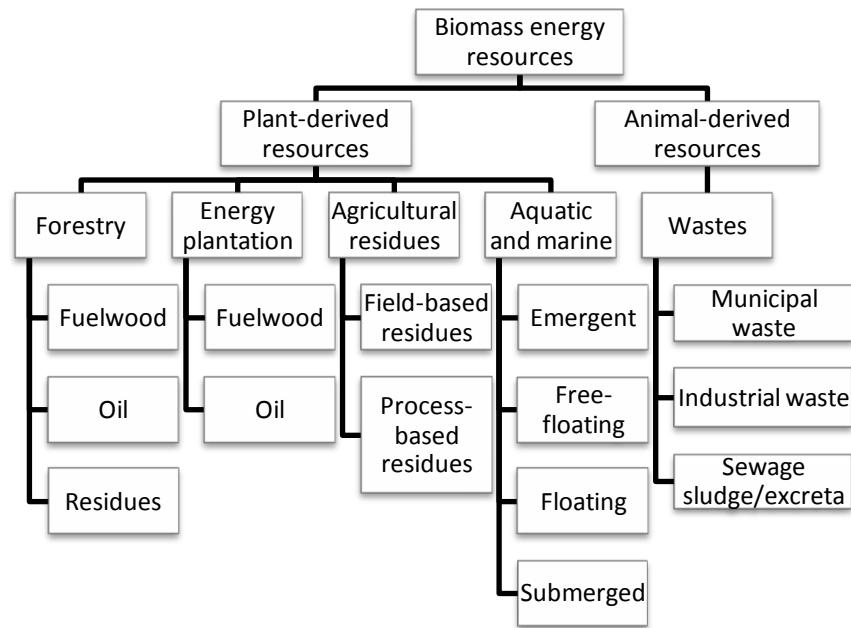 Biomass energy
resources
Plant-derived
resources
Animal-derived
resources
Forestry
Energy
plantation
Agricultural
residues
Aquatic
and marine
Wastes
Fuelwood
Oil
Residues
Fuelwood
Oil
Field-based
residues
Process-
based
residues
Emergent
Free-
floating
Floating
Submerged
Municipal
waste
Industrial waste
Sewage
sludge/excreta